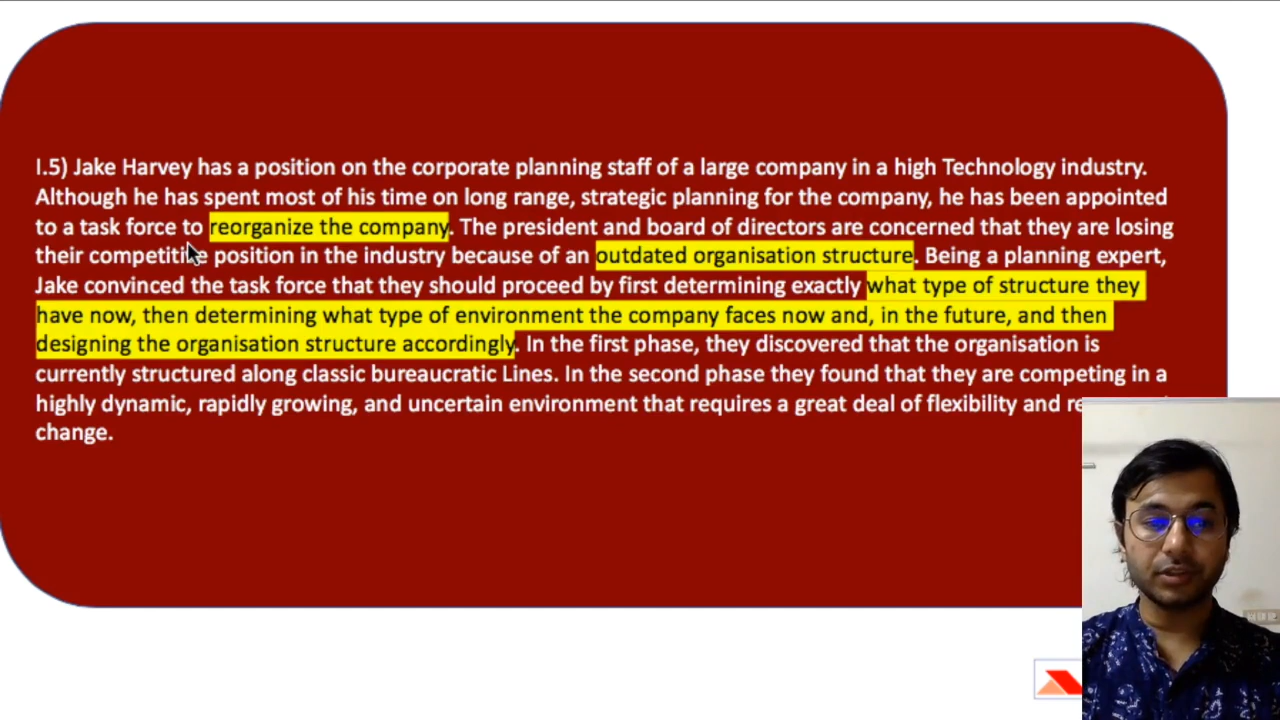 I.5) Jake Harvey has a position on the corporate planning staff of a large company in a high Technology industry.
Although he has spent most of his time on long range, strategic planning for the company, he has been appointed
to a task force to reorganize the company. The president and board of directors are concerned that they are losing
their competitive position in the industry because of an outdated organisation structure. Being a planning expert,
Jake convinced the task force that they should proceed by first determining exactly what type of structure they
have now, then determining what type of environment the company faces now and, in the future, and then
designing the organisation structure accordingly. In the first phase, they discovered that the organisation is
currently structured along classic bureaucratic Lines. In the second phase they found that they are competing in a
highly dynamic, rapidly growing, and uncertain environment that requires a great deal of flexibility and
change.